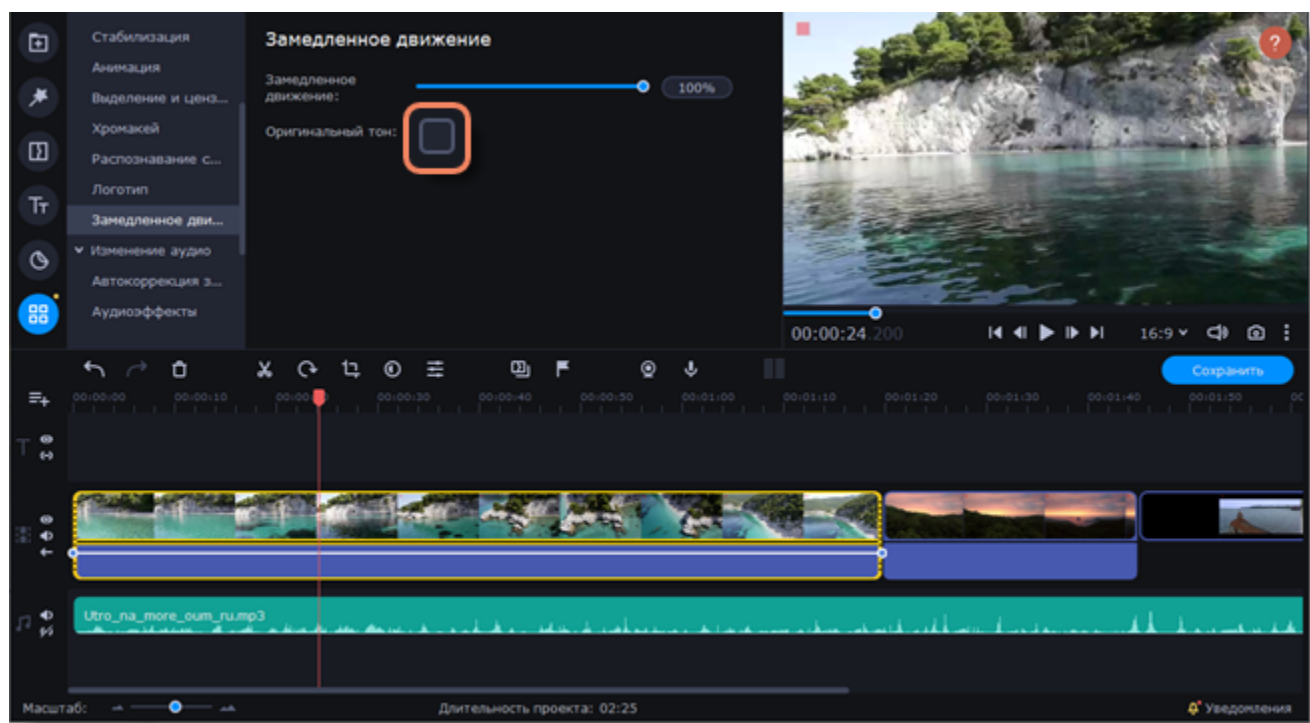 Стабилизация
Анимация
Выделение и ценз...
Хромакей
Распознавание с...
Логотип
Замедленное дви...
Изменение аудио
Автокоррекция з...
Аудиоэффекты
Замедленное движение
Замедленное
движение:
100%
Оригинальный тон:
?
00:00:24.200
16:9
Сохранить
00:00:00 00:00:10 00:00:30 00:00:40 00:00:50 00:01:00 00:01:10 00:01:20 00:01:30 00:01:40 00:01:50
Utro_na_more_oum_ru.mp3
Масштаб:
Длительность проекта: 02:25
Уведомления